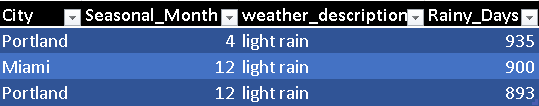 City Seasonal_Month weather_description Rainy_Days
Portland 4 light rain 935
Miami 12 light rain 900
Portland 12 light rain 893